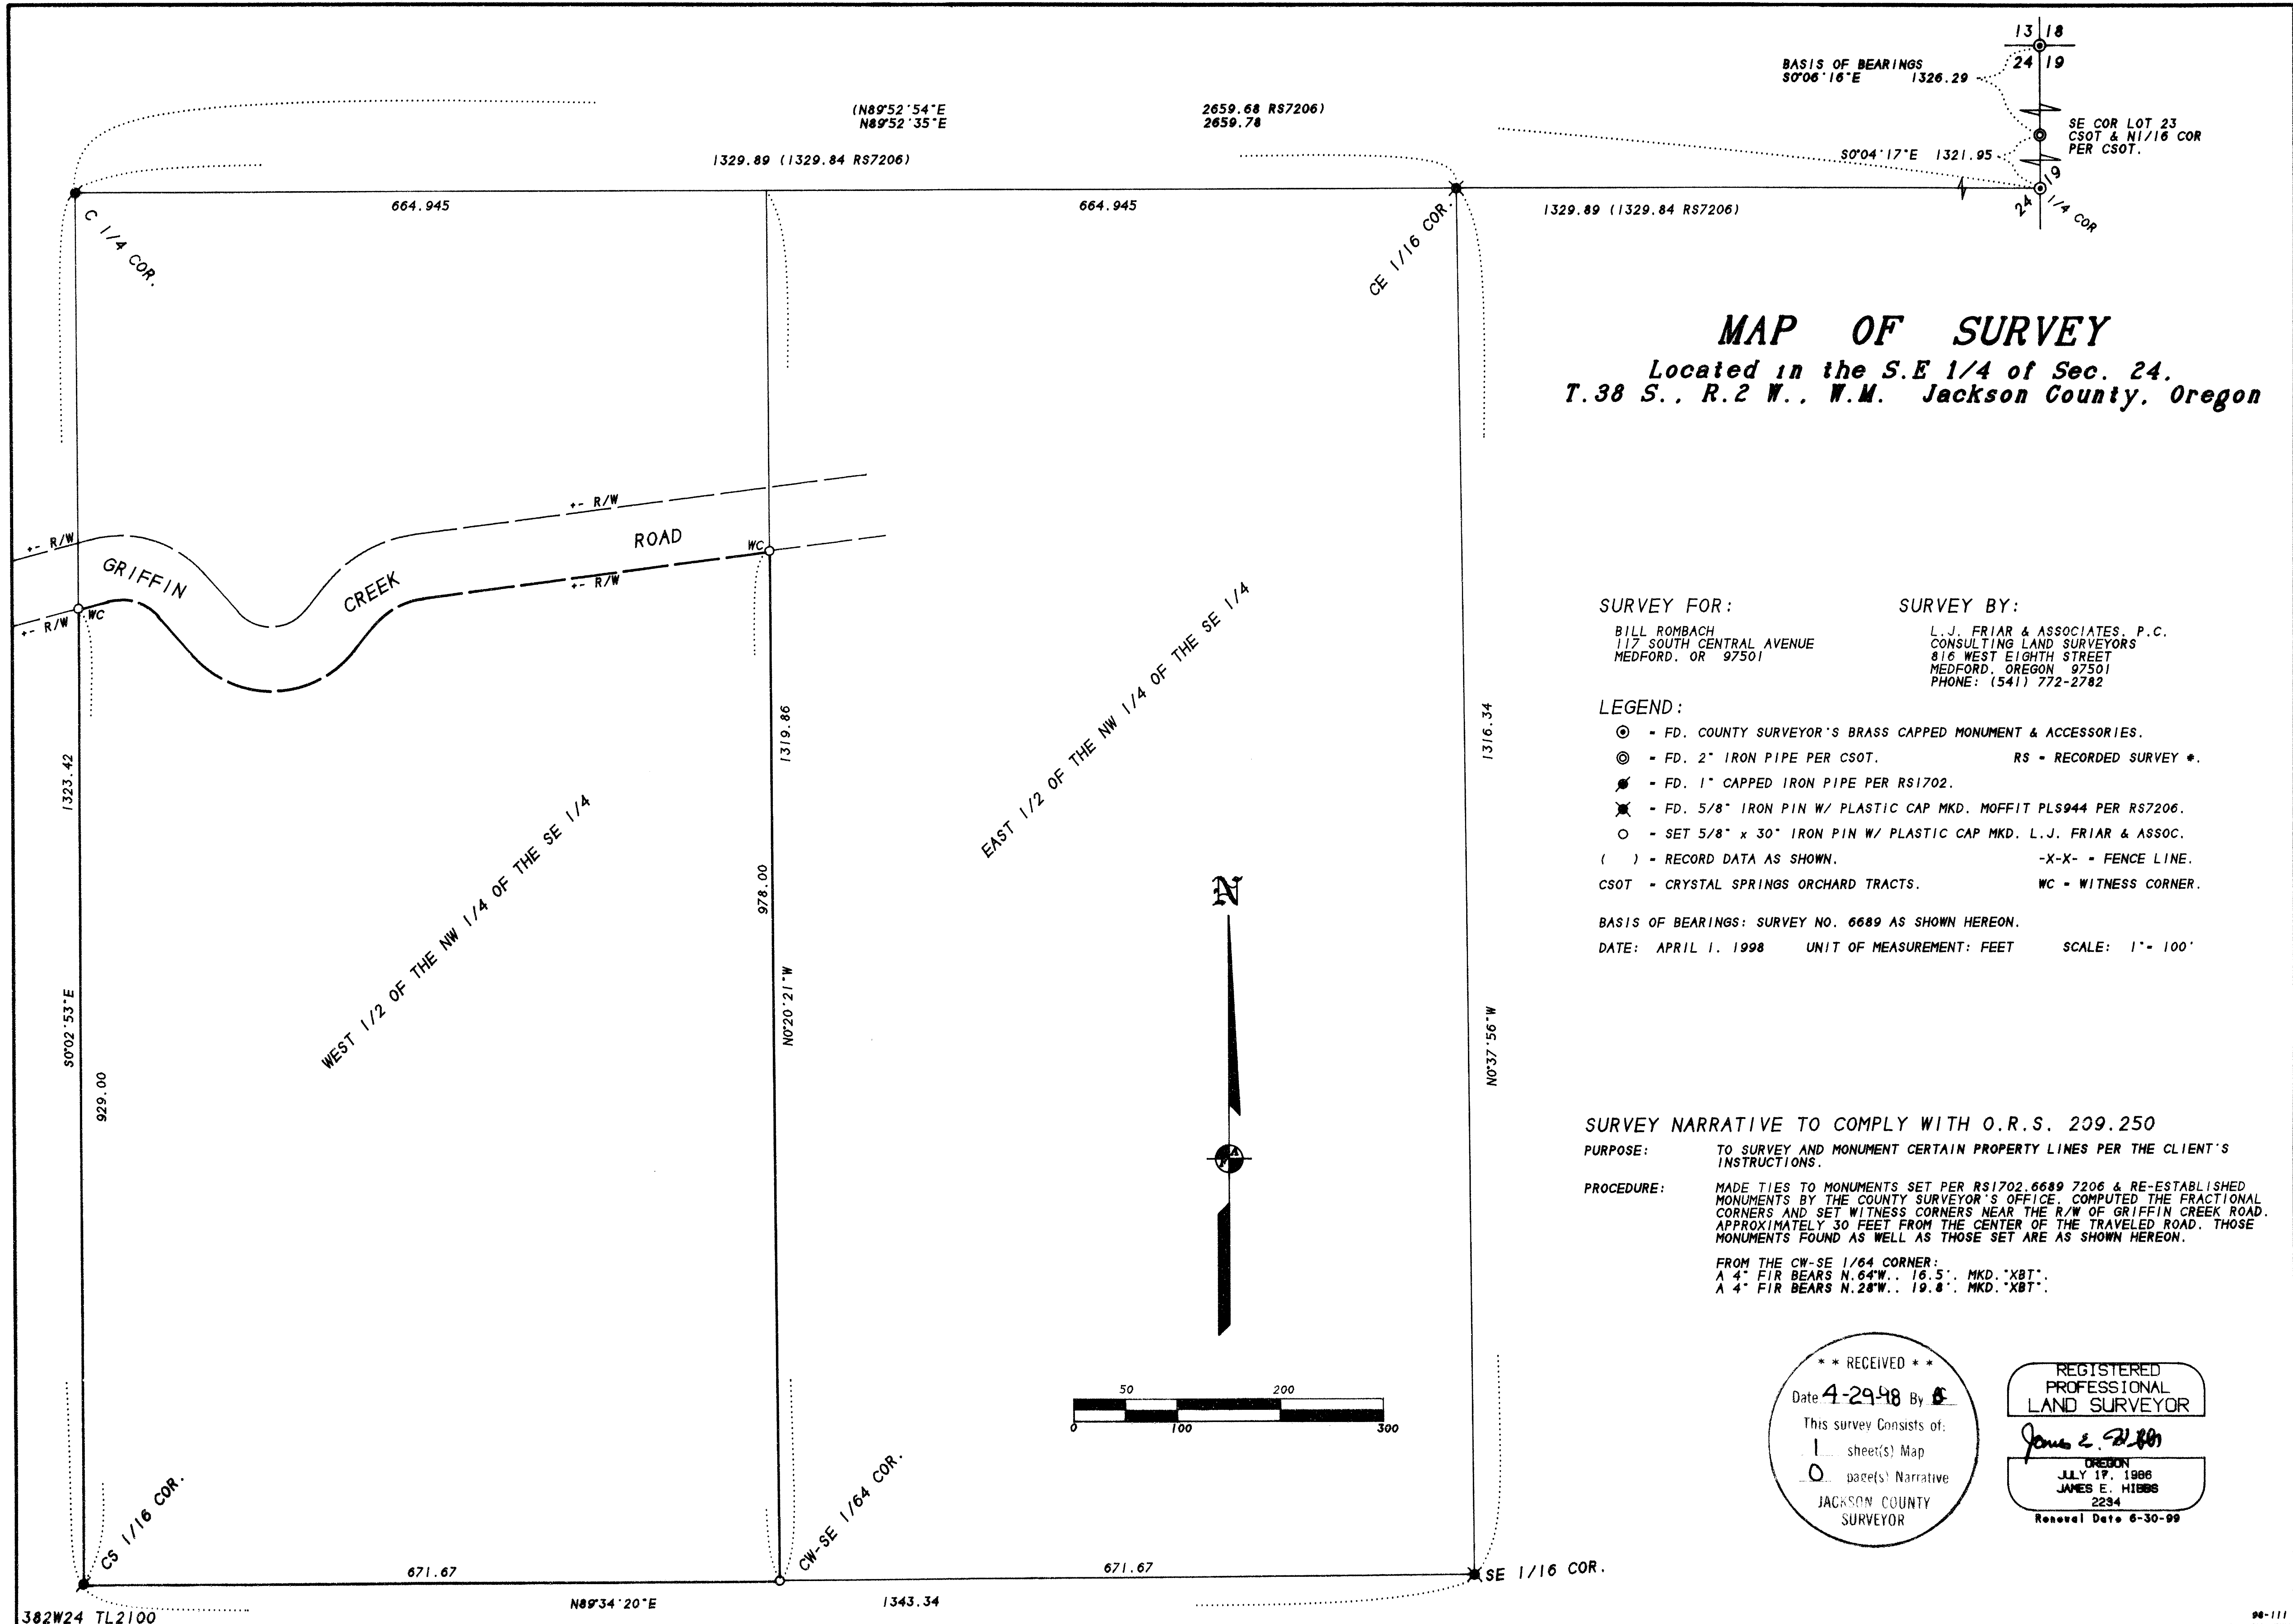 13 18
24 19
BASIS OF BEARINGS
S0°06'16"E 1326.29
SE COR LOT 23
CSOT & N1/16 COR
PER CSOT.
S0°04'17"E 1321.95
19
24
1/4 COR
(N89°52'54"E 2659.68 RS7206)
N89°52'35"E 2659.78
1329.89 (1329.84 RS7206)
664.945
664.945
1329.89 (1329.84 RS7206)
C 1/4 COR.
CE 1/16 COR.
MAP OF SURVEY
Located in the S.E 1/4 of Sec. 24,
T.38 S., R.2 W., W.M. Jackson County, Oregon
+- R/W
+- R/W
GRIFFIN CREEK ROAD
WC
+- R/W
+- R/W
WC
WEST 1/2 OF THE NW 1/4 OF THE SE 1/4
EAST 1/2 OF THE NW 1/4 OF THE SE 1/4
1323.42
S0°02'53"E
929.00
1319.86
978.00
N0°20'21"W
1316.34
N0°37'56"W
SURVEY FOR:
BILL ROMBACH
117 SOUTH CENTRAL AVENUE
MEDFORD, OR 97501
SURVEY BY:
L.J. FRIAR & ASSOCIATES, P.C.
CONSULTING LAND SURVEYORS
816 WEST EIGHTH STREET
MEDFORD, OREGON 97501
PHONE: (541) 772-2782
LEGEND:
= FD. COUNTY SURVEYOR'S BRASS CAPPED MONUMENT & ACCESSORIES.
= FD. 2" IRON PIPE PER CSOT. RS = RECORDED SURVEY #.
= FD. 1" CAPPED IRON PIPE PER RS1702.
= FD. 5/8" IRON PIN W/ PLASTIC CAP MKD. MOFFIT PLS944 PER RS7206.
= SET 5/8" x 30" IRON PIN W/ PLASTIC CAP MKD. L.J. FRIAR & ASSOC.
( ) = RECORD DATA AS SHOWN. -X-X- = FENCE LINE.
CSOT = CRYSTAL SPRINGS ORCHARD TRACTS. WC = WITNESS CORNER.
BASIS OF BEARINGS: SURVEY NO. 6689 AS SHOWN HEREON.
DATE: APRIL 1, 1998 UNIT OF MEASUREMENT: FEET SCALE: 1"= 100'
N
SURVEY NARRATIVE TO COMPLY WITH O.R.S. 209.250
PURPOSE: TO SURVEY AND MONUMENT CERTAIN PROPERTY LINES PER THE CLIENT'S
INSTRUCTIONS.
PROCEDURE: MADE TIES TO MONUMENTS SET PER RS1702,6689 7206 & RE-ESTABLISHED
MONUMENTS BY THE COUNTY SURVEYOR'S OFFICE. COMPUTED THE FRACTIONAL
CORNERS AND SET WITNESS CORNERS NEAR THE R/W OF GRIFFIN CREEK ROAD.
APPROXIMATELY 30 FEET FROM THE CENTER OF THE TRAVELED ROAD. THOSE
MONUMENTS FOUND AS WELL AS THOSE SET ARE AS SHOWN HEREON.
FROM THE CW-SE 1/64 CORNER:
A 4" FIR BEARS N.64°W., 16.5', MKD."XBT".
A 4" FIR BEARS N.28°W., 19.8', MKD."XBT".
50 200
0 100 300
* * RECEIVED * *
Date 4-29-98 By
This survey Consists of:
1 sheet(s) Map
0 page(s) Narrative
JACKSON COUNTY
SURVEYOR
REGISTERED
PROFESSIONAL
LAND SURVEYOR
James E. Hibbs
OREGON
JULY 17, 1986
JAMES E. HIBBS
2234
Renewal Date 6-30-99
CS 1/16 COR.
CW-SE 1/64 COR.
SE 1/16 COR.
671.67
671.67
N89°34'20"E 1343.34
382W24 TL2100
98-111